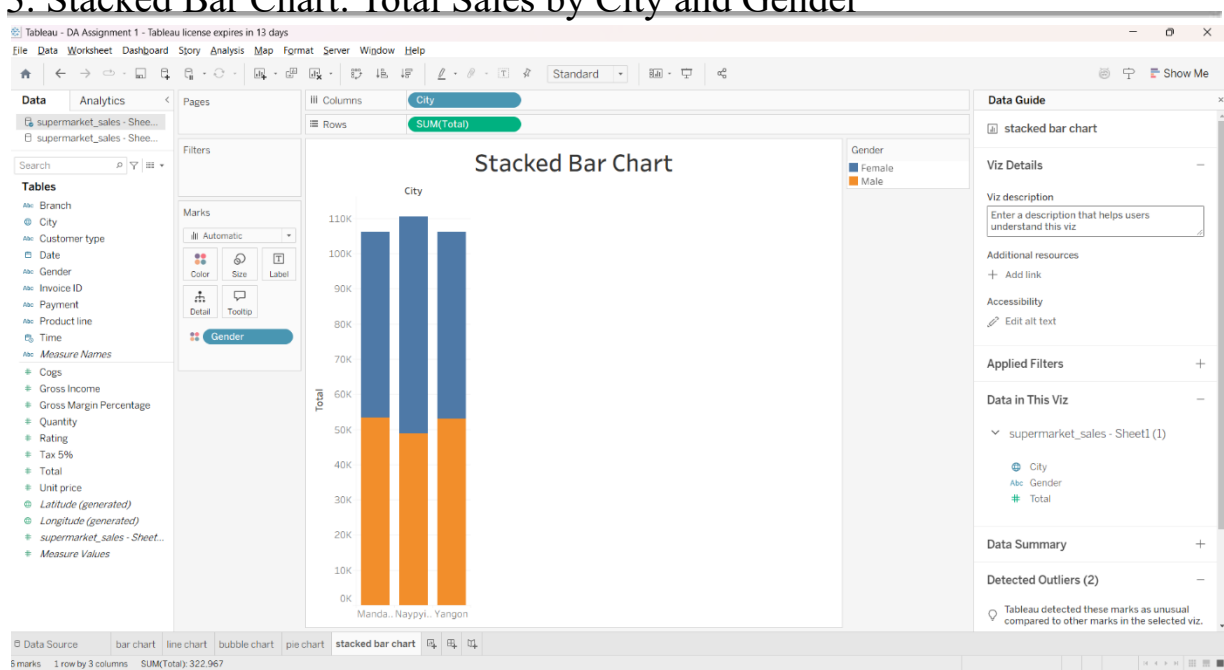 5. Stacked Bar Chart: Total Sales by City and Gender
Tableau - DA Assignment 1 - Tableau license expires in 13 days
File Data Worksheet Dashboard Story Analysis Map Format Server Window Help
Standard
Show Me
Data Analytics
supermarket_sales - Shee...
supermarket_sales - Shee...
Search
Tables
Abc Branch
City
Abc Customer type
Date
Abc Gender
Abc Invoice ID
Abc Payment
Abc Product line
Time
Abc Measure Names
# Cogs
# Gross Income
# Gross Margin Percentage
# Quantity
# Rating
# Tax 5%
# Total
# Unit price
Latitude (generated)
Longitude (generated)
# supermarket_sales - Sheet...
# Measure Values
Pages
Filters
Marks
Automatic
Color Size Label
Detail Tooltip
Gender
Columns City
Rows SUM(Total)
Stacked Bar Chart
City
110K
100K
90K
80K
70K
60K
50K
40K
30K
20K
10K
0K
Total
Manda.. Naypyi.. Yangon
Gender
Female
Male
Data Guide
stacked bar chart
Viz Details
Viz description
Enter a description that helps users
understand this viz
Additional resources
+ Add link
Accessibility
Edit alt text
Applied Filters
Data in This Viz
supermarket_sales - Sheet1 (1)
City
Abc Gender
# Total
Data Summary
Detected Outliers (2)
Tableau detected these marks as unusual
compared to other marks in the selected viz.
Data Source bar chart line chart bubble chart pie chart stacked bar chart
6 marks 1 row by 3 columns SUM(Total): 322,967